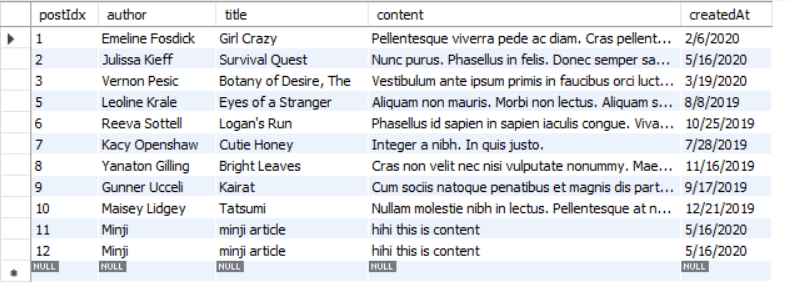 postIdx author title content createdAt
1 Emeline Fosdick Girl Crazy Pellentesque viverra pede ac diam. Cras pellent... 2/6/2020
2 Julissa Kieff Survival Quest Nunc purus. Phasellus in felis. Donec semper sa... 5/16/2020
3 Vernon Pesic Botany of Desire, The Vestibulum ante ipsum primis in faucibus orci luct... 3/19/2020
5 Leoline Krale Eyes of a Stranger Aliquam non mauris. Morbi non lectus. Aliquam s... 8/8/2019
6 Reeva Sottell Logan's Run Phasellus id sapien in sapien iaculis congue. Viva... 10/25/2019
7 Kacy Openshaw Cutie Honey Integer a nibh. In quis justo. 7/28/2019
8 Yanaton Gilling Bright Leaves Cras non velit nec nisi vulputate nonummy. Mae... 11/16/2019
9 Gunner Ucceli Kairat Cum sociis natoque penatibus et magnis dis part... 9/17/2019
10 Maisey Lidgey Tatsumi Nullam molestie nibh in lectus. Pellentesque at n... 12/21/2019
11 Minji minji article hihi this is content 5/16/2020
12 Minji minji article hihi this is content 5/16/2020
NULL NULL NULL NULL NULL